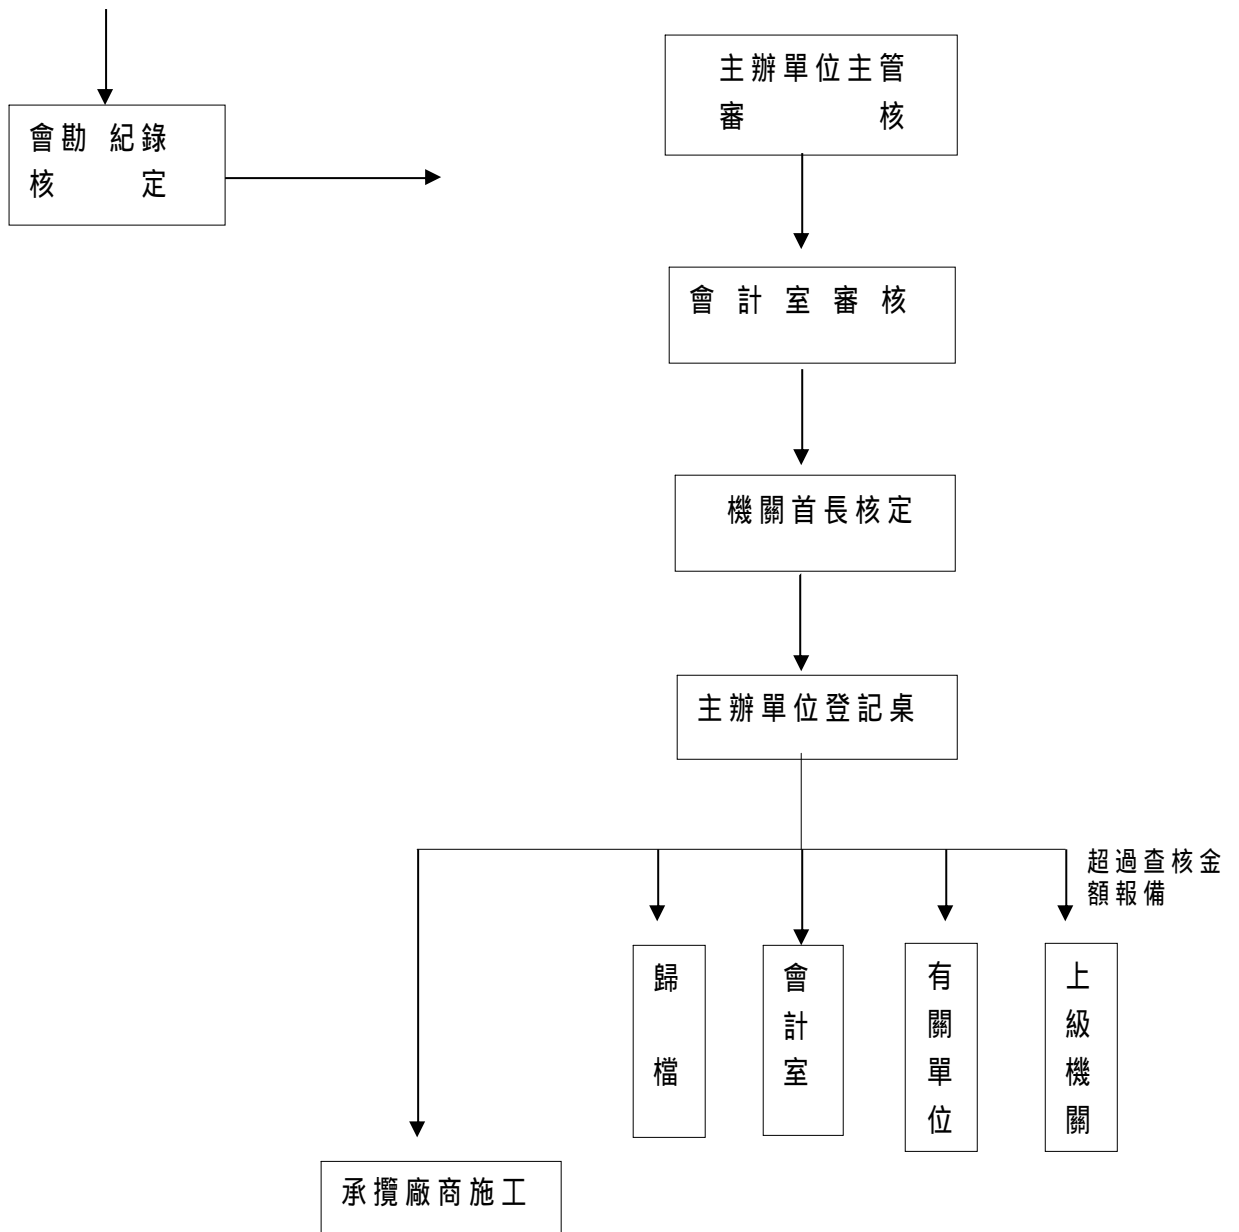 主辦單位主管
審核
會勘 紀錄
核定
會計室審核
機關首長核定
主辦單位登記桌
超過查核金
額報備
歸檔
會計室
有關單位
上級機關
承攬廠商施工